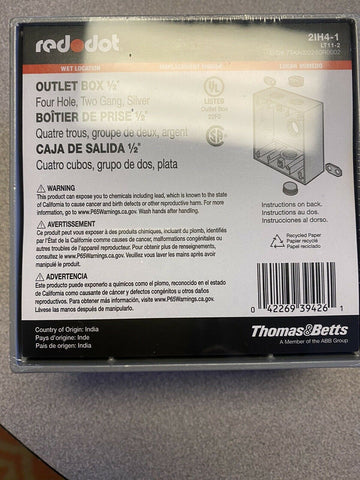 red dot
2IH4-1
LT11-2
WET LOCATION
LUGAR HÚMEDO
OUTLET BOX ½"
Four Hole, Two Gang, Silver
BOÎTIER DE PRISE ½"
Quatre trous, groupe de deux, argent
CAJA DE SALIDA ½"
Cuatro cubos, grupo de dos, plata
UL
LISTED
Outlet Box
22F2
Instructions on back.
Instructions au dos.
Instrucciones al dorso.
WARNING
This product can expose you to chemicals including lead, which is known to the state
of California to cause cancer and birth defects or other reproductive harm. For more
information, go to www.P65Warnings.ca.gov. Wash hands after handling.
AVERTISSEMENT
Ce produit peut vous exposer à des produits chimiques, incluant du plomb, identifiés
par l'État de la Californie comme causes de cancer, malformations congénitales ou
autres troubles de l'appareil reproducteur. Pour obtenir plus de renseignements,
visitez www.P65Warnings.ca.gov. Veuillez vous laver les mains après avoir
manipulé le produit.
ADVERTENCIA
Este producto puede exponerlo a químicos como el plomo, reconocido en el estado
de California como causante de cáncer y defectos congénitos u otros daños
reproductivos. Para obtener más información, visite www.P65Warnings.ca.gov.
Lávese las manos después de manipularlo.
Recycled Paper
Papier recyclé
Papel reciclado
0 42269 39426 1
Country of Origin: India
Pays d'origine: Inde
País de origin: India
Thomas&Betts
A Member of the ABB Group